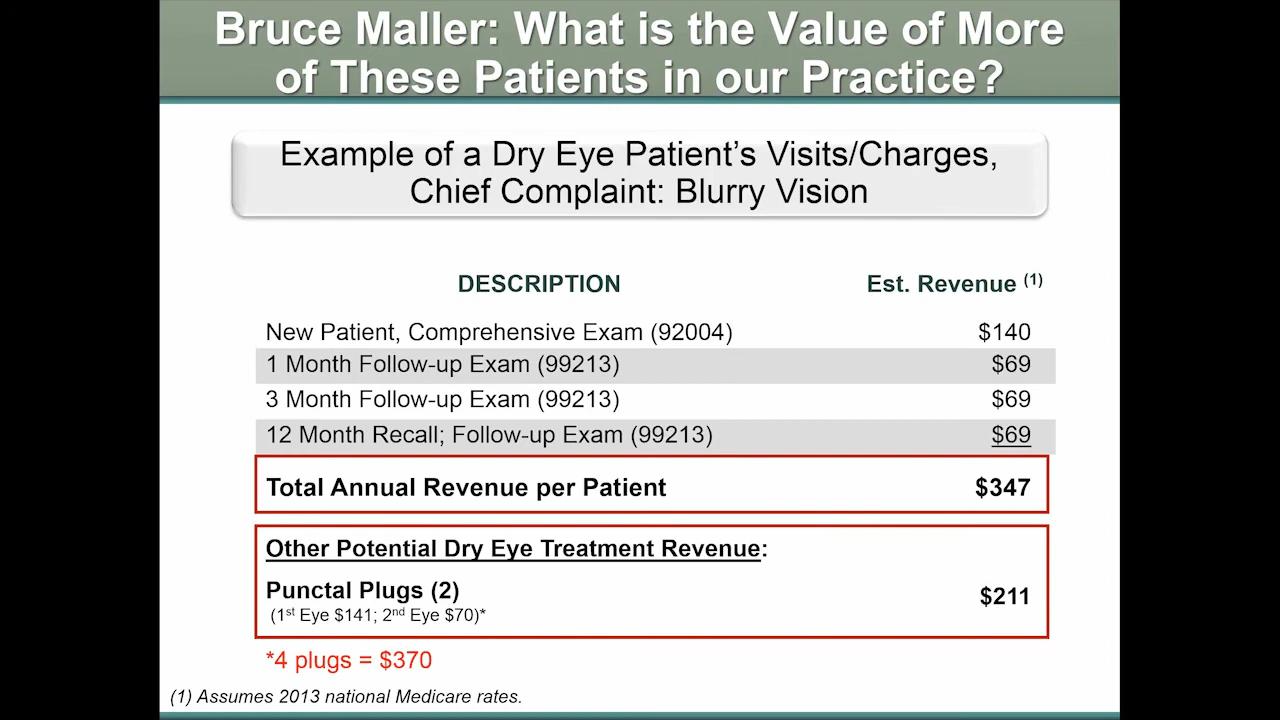 Bruce Maller: What is the Value of More
of These Patients in our Practice?
Example of a Dry Eye Patient's Visits/Charges,
Chief Complaint: Blurry Vision
DESCRIPTION Est. Revenue (1)
New Patient, Comprehensive Exam (92004) $140
1 Month Follow-up Exam (99213) $69
3 Month Follow-up Exam (99213) $69
12 Month Recall; Follow-up Exam (99213) $69
Total Annual Revenue per Patient $347
Other Potential Dry Eye Treatment Revenue:
Punctal Plugs (2) $211
(1st Eye $141; 2nd Eye $70)*
*4 plugs = $370
(1) Assumes 2013 national Medicare rates.